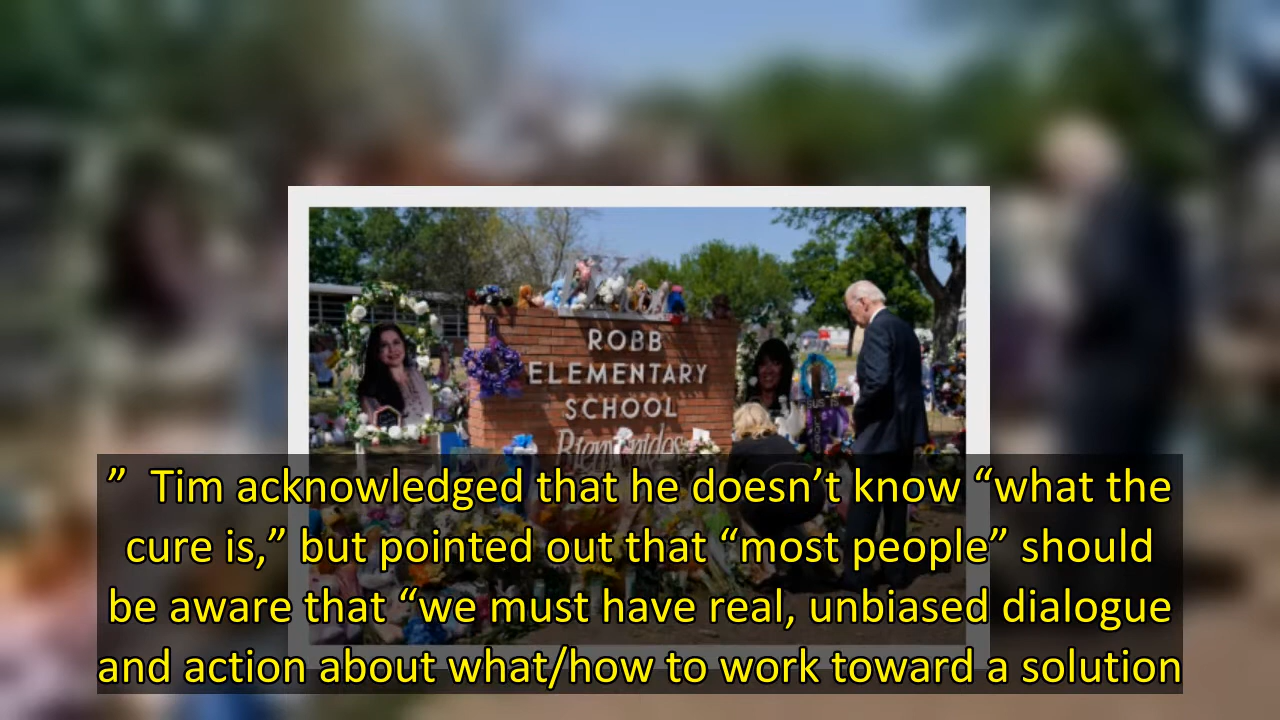 ROBB
ELEMENTARY
SCHOOL
Bienvenidos
” Tim acknowledged that he doesn’t know “what the
cure is,” but pointed out that “most people” should
be aware that “we must have real, unbiased dialogue
and action about what/how to work toward a solution